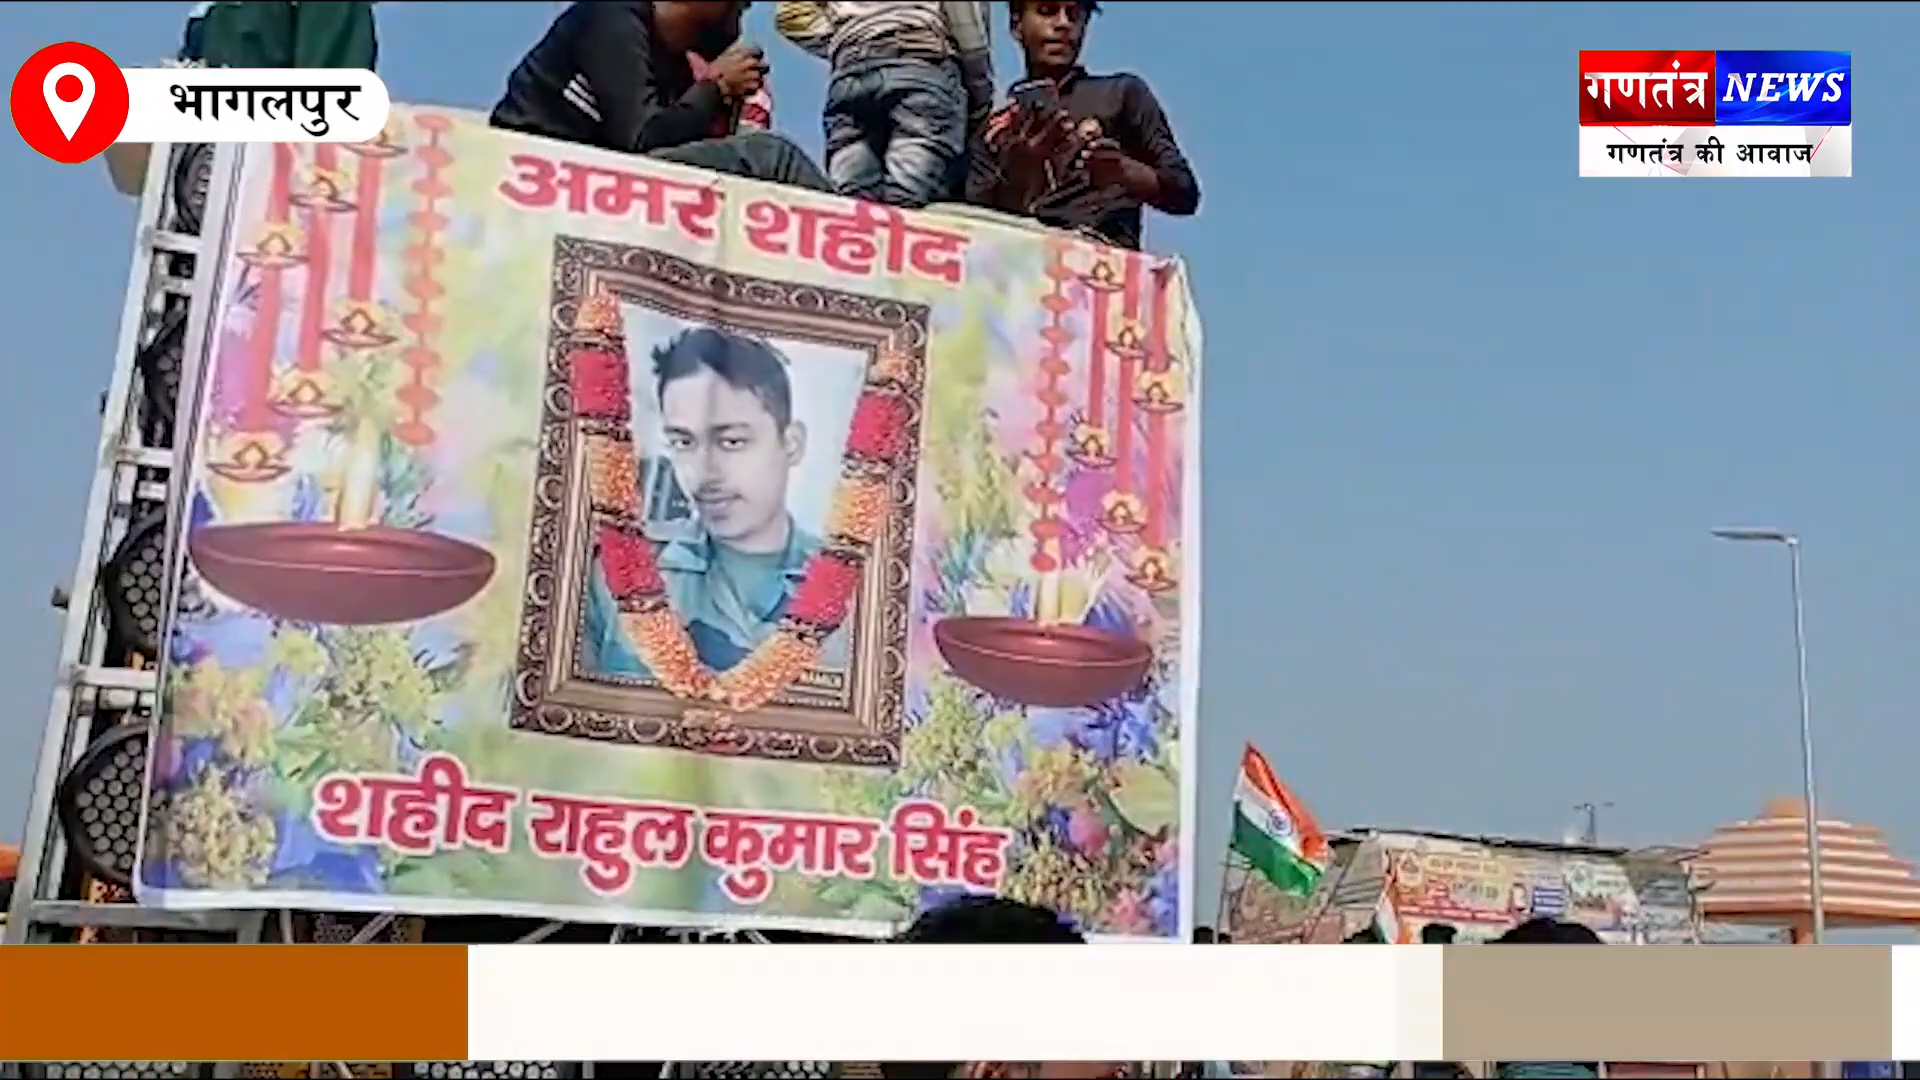 भागलपुर
गणतंत्र NEWS
गणतंत्र की आवाज
अमर शहीद
शहीद राहुल कुमार सिंह